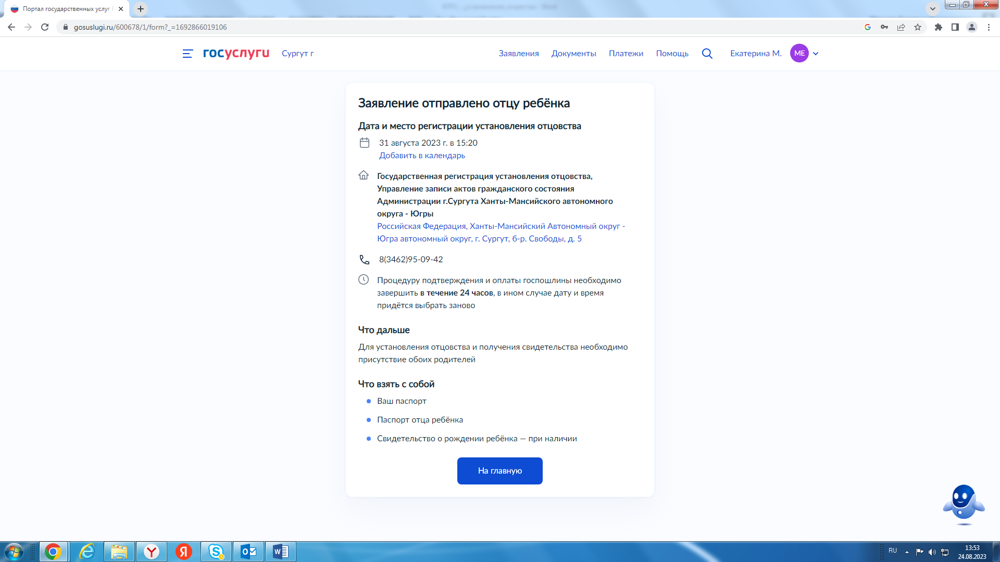 Портал государственных услуг
gosuslugi.ru/600678/1/form?_=1692866019106
госуслуги
Сургут г
Заявления
Документы
Платежи
Помощь
Екатерина М.
МЕ
Заявление отправлено отцу ребёнка
Дата и место регистрации установления отцовства
31 августа 2023 г. в 15:20
Добавить в календарь
Государственная регистрация установления отцовства,
Управление записи актов гражданского состояния
Администрации г.Сургута Ханты-Мансийского автономного
округа - Югры
Российская Федерация, Ханты-Мансийский Автономный округ -
Югра автономный округ, г. Сургут, б-р. Свободы, д. 5
8(3462)95-09-42
Процедуру подтверждения и оплаты госпошлины необходимо
завершить в течение 24 часов, в ином случае дату и время
придётся выбрать заново
Что дальше
Для установления отцовства и получения свидетельства необходимо
присутствие обоих родителей
Что взять с собой
Ваш паспорт
Паспорт отца ребёнка
Свидетельство о рождении ребёнка — при наличии
На главную
RU
13:53
24.08.2023